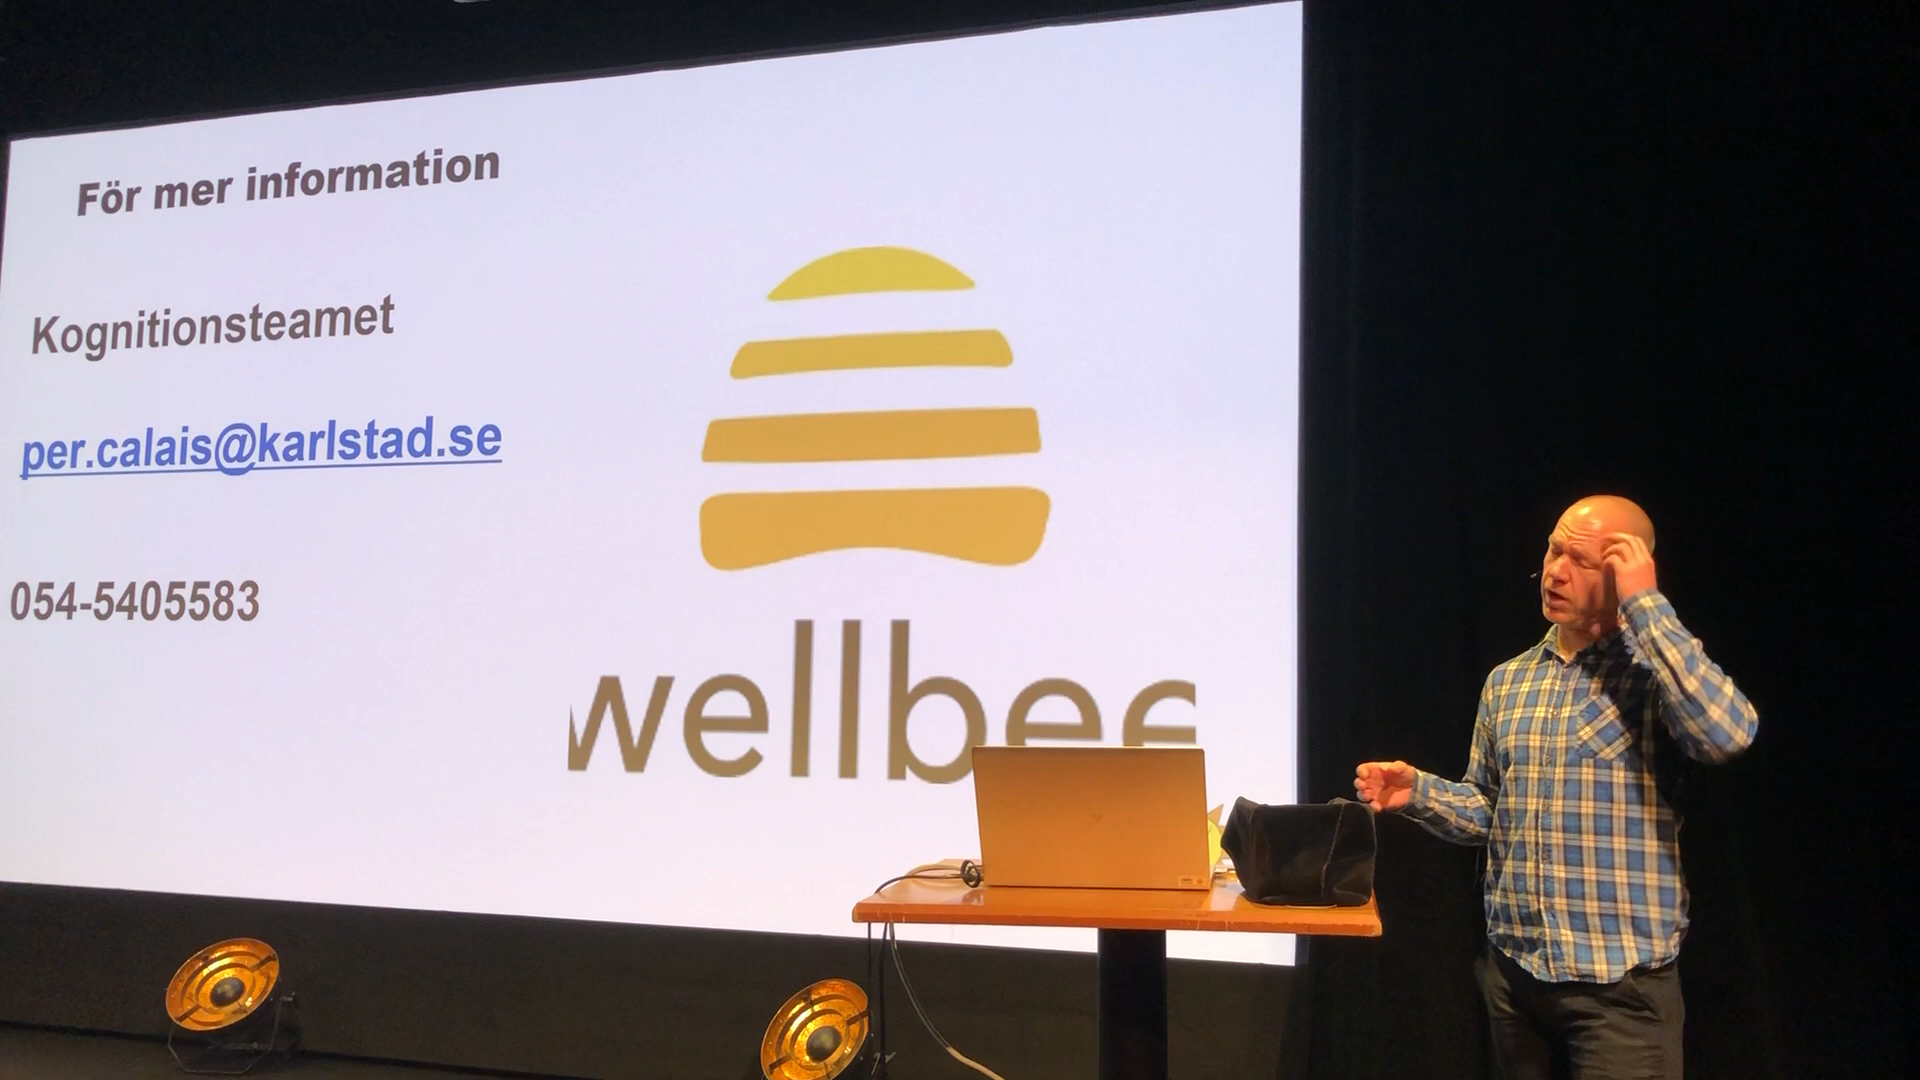 För mer information
Kognitionsteamet
per.calais@karlstad.se
054-5405583
wellbee